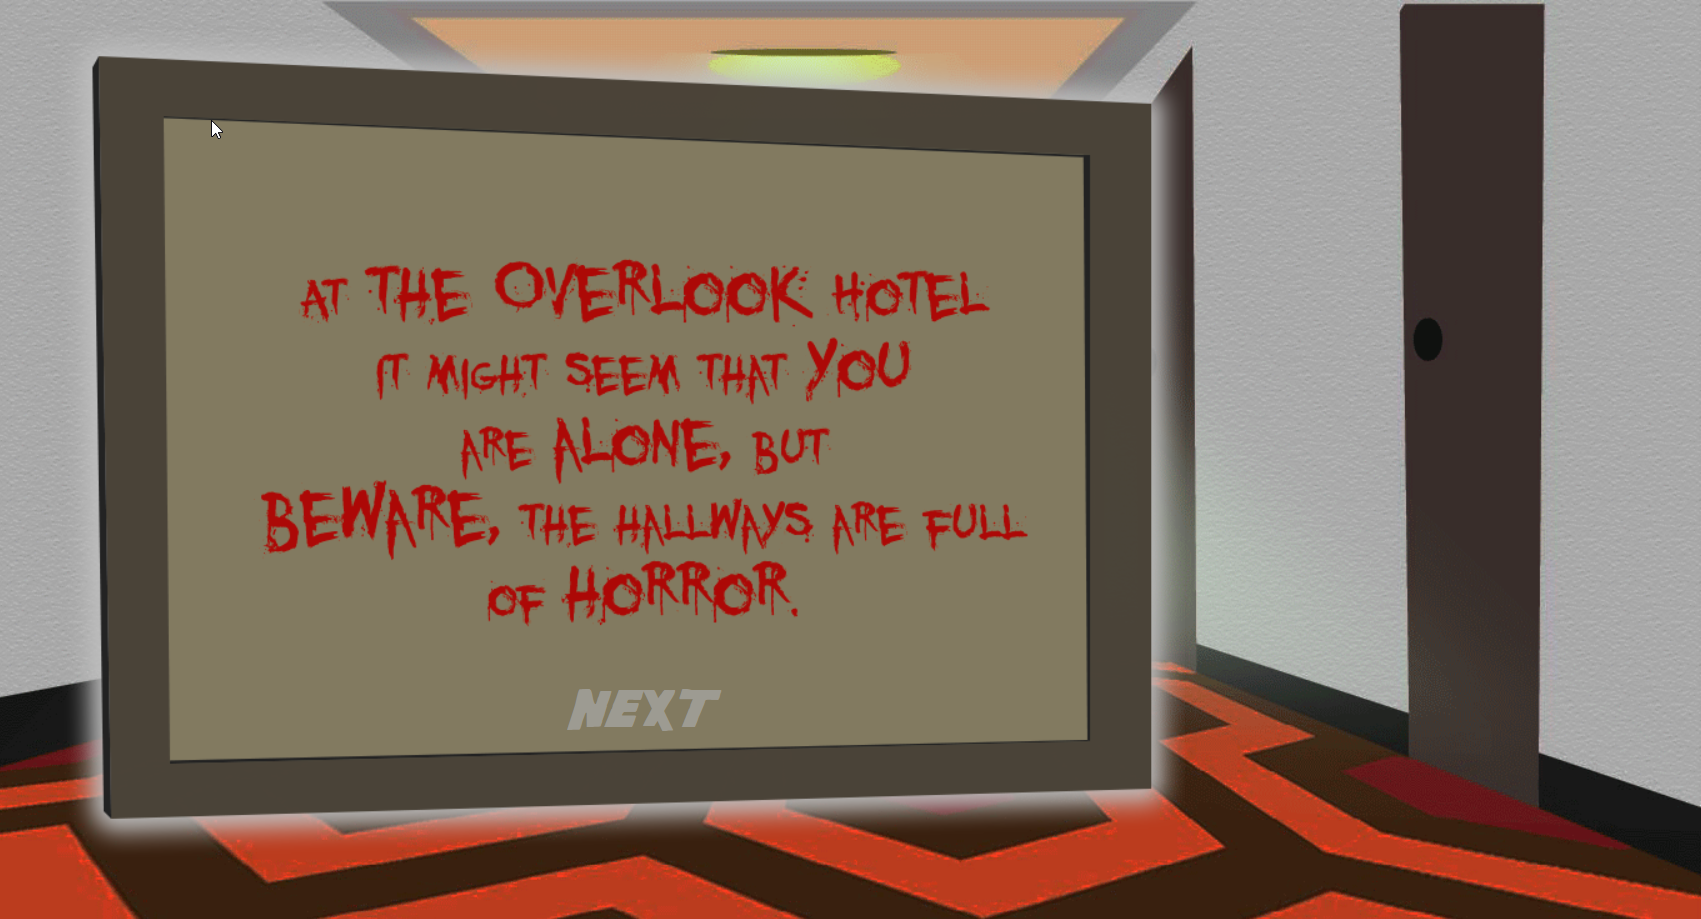 AT THE OVERLOOK HOTEL
IT MIGHT SEEM THAT YOU
ARE ALONE, BUT
BEWARE, THE HALLWAYS ARE FULL
OF HORROR.
NEXT